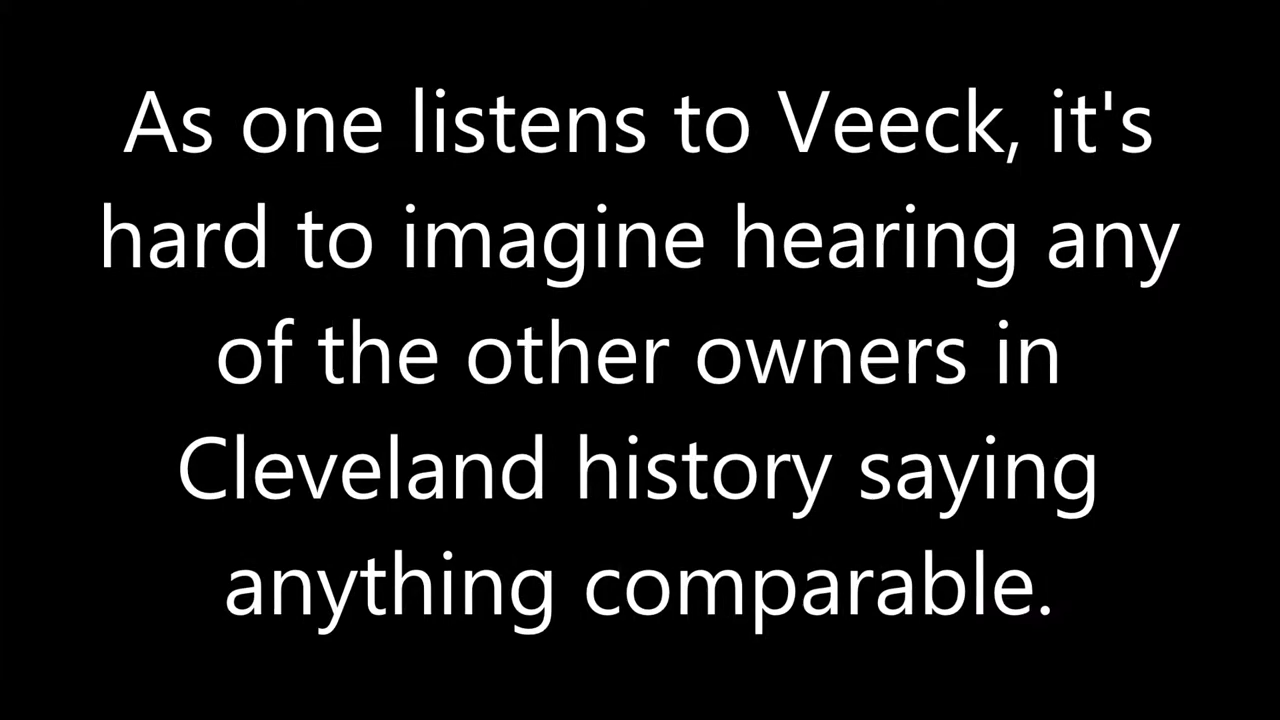 As one listens to Veeck, it's
hard to imagine hearing any
of the other owners in
Cleveland history saying
anything comparable.